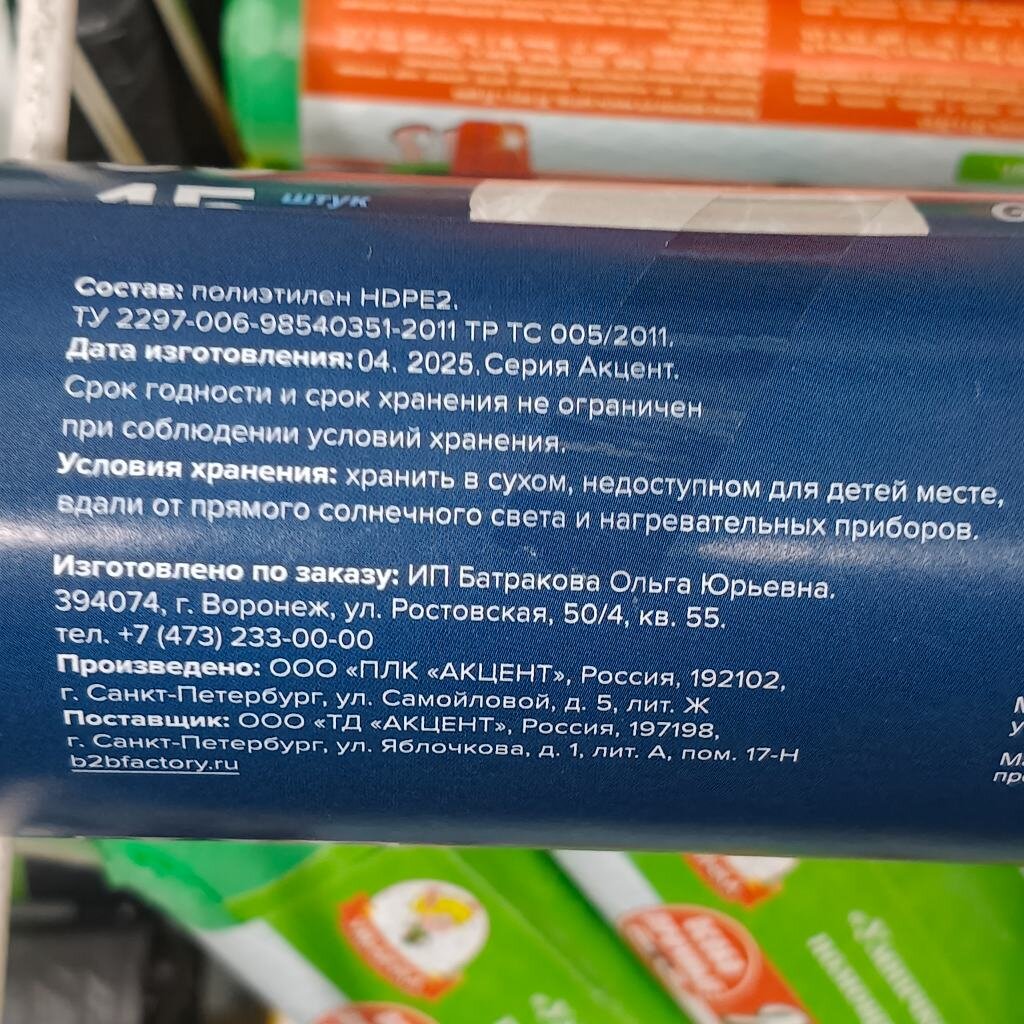 штук
Состав: полиэтилен HDPE2.
ТУ 2297-006-98540351-2011 ТР ТС 005/2011.
Дата изготовления: 04. 2025. Серия Акцент.
Срок годности и срок хранения не ограничен
при соблюдении условий хранения.
Условия хранения: хранить в сухом, недоступном для детей месте,
вдали от прямого солнечного света и нагревательных приборов.
Изготовлено по заказу: ИП Батракова Ольга Юрьевна.
394074, г. Воронеж, ул. Ростовская, 50/4, кв. 55.
тел. +7 (473) 233-00-00
Произведено: ООО «ПЛК «АКЦЕНТ», Россия, 192102,
г. Санкт-Петербург, ул. Самойловой, д. 5, лит. Ж
Поставщик: ООО «ТД «АКЦЕНТ», Россия, 197198,
г. Санкт-Петербург, ул. Яблочкова, д. 1, лит. А, пом. 17-Н
b2bfactory.ru